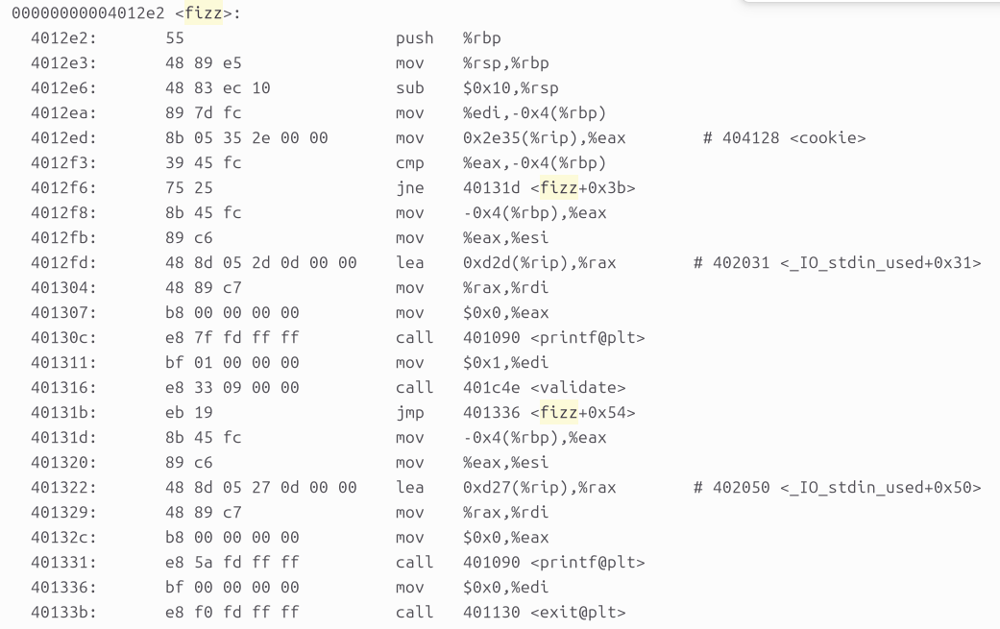 00000000004012e2 <fizz>:
4012e2: 55 push %rbp
4012e3: 48 89 e5 mov %rsp,%rbp
4012e6: 48 83 ec 10 sub $0x10,%rsp
4012ea: 89 7d fc mov %edi,-0x4(%rbp)
4012ed: 8b 05 35 2e 00 00 mov 0x2e35(%rip),%eax # 404128 <cookie>
4012f3: 39 45 fc cmp %eax,-0x4(%rbp)
4012f6: 75 25 jne 40131d <fizz+0x3b>
4012f8: 8b 45 fc mov -0x4(%rbp),%eax
4012fb: 89 c6 mov %eax,%esi
4012fd: 48 8d 05 2d 0d 00 00 lea 0xd2d(%rip),%rax # 402031 <_IO_stdin_used+0x31>
401304: 48 89 c7 mov %rax,%rdi
401307: b8 00 00 00 00 mov $0x0,%eax
40130c: e8 7f fd ff ff call 401090 <printf@plt>
401311: bf 01 00 00 00 mov $0x1,%edi
401316: e8 33 09 00 00 call 401c4e <validate>
40131b: eb 19 jmp 401336 <fizz+0x54>
40131d: 8b 45 fc mov -0x4(%rbp),%eax
401320: 89 c6 mov %eax,%esi
401322: 48 8d 05 27 0d 00 00 lea 0xd27(%rip),%rax # 402050 <_IO_stdin_used+0x50>
401329: 48 89 c7 mov %rax,%rdi
40132c: b8 00 00 00 00 mov $0x0,%eax
401331: e8 5a fd ff ff call 401090 <printf@plt>
401336: bf 00 00 00 00 mov $0x0,%edi
40133b: e8 f0 fd ff ff call 401130 <exit@plt>